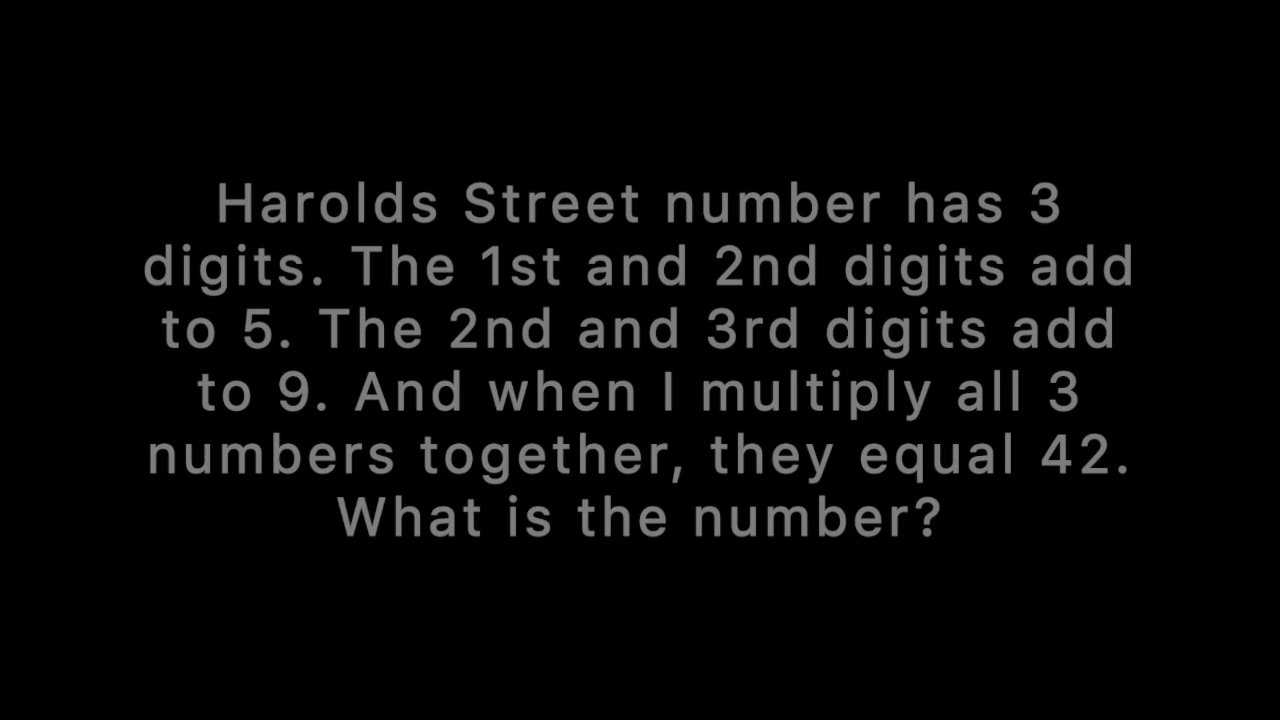 Harolds Street number has 3
digits. The 1st and 2nd digits add
to 5. The 2nd and 3rd digits add
to 9. And when I multiply all 3
numbers together, they equal 42.
What is the number?